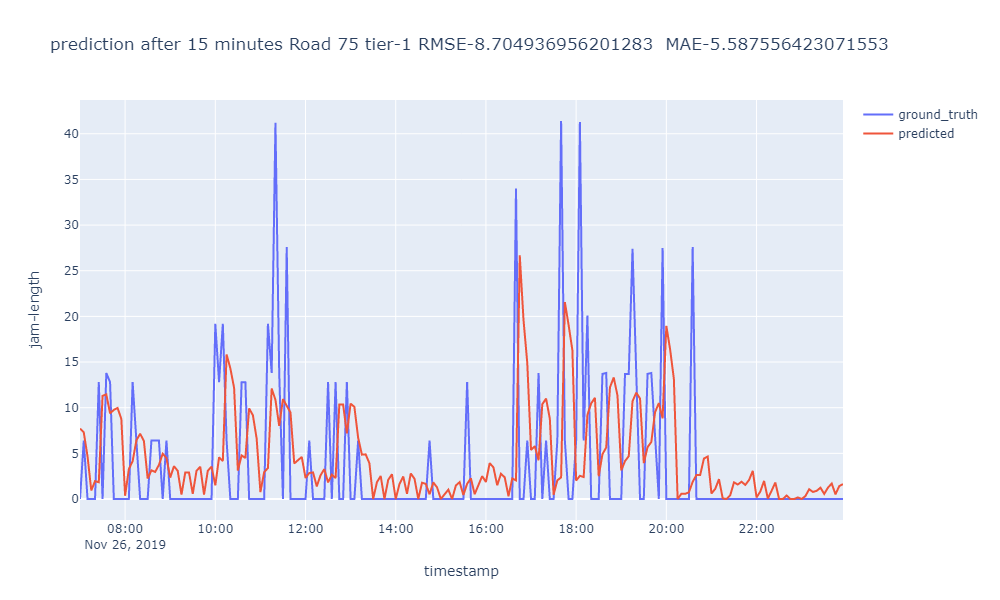 prediction after 15 minutes Road 75 tier-1 RMSE-8.704936956201283  MAE-5.587556423071553
ground_truth
predicted
jam-length
40
35
30
25
20
15
10
5
0
08:00 10:00 12:00 14:00 16:00 18:00 20:00 22:00
Nov 26, 2019
timestamp